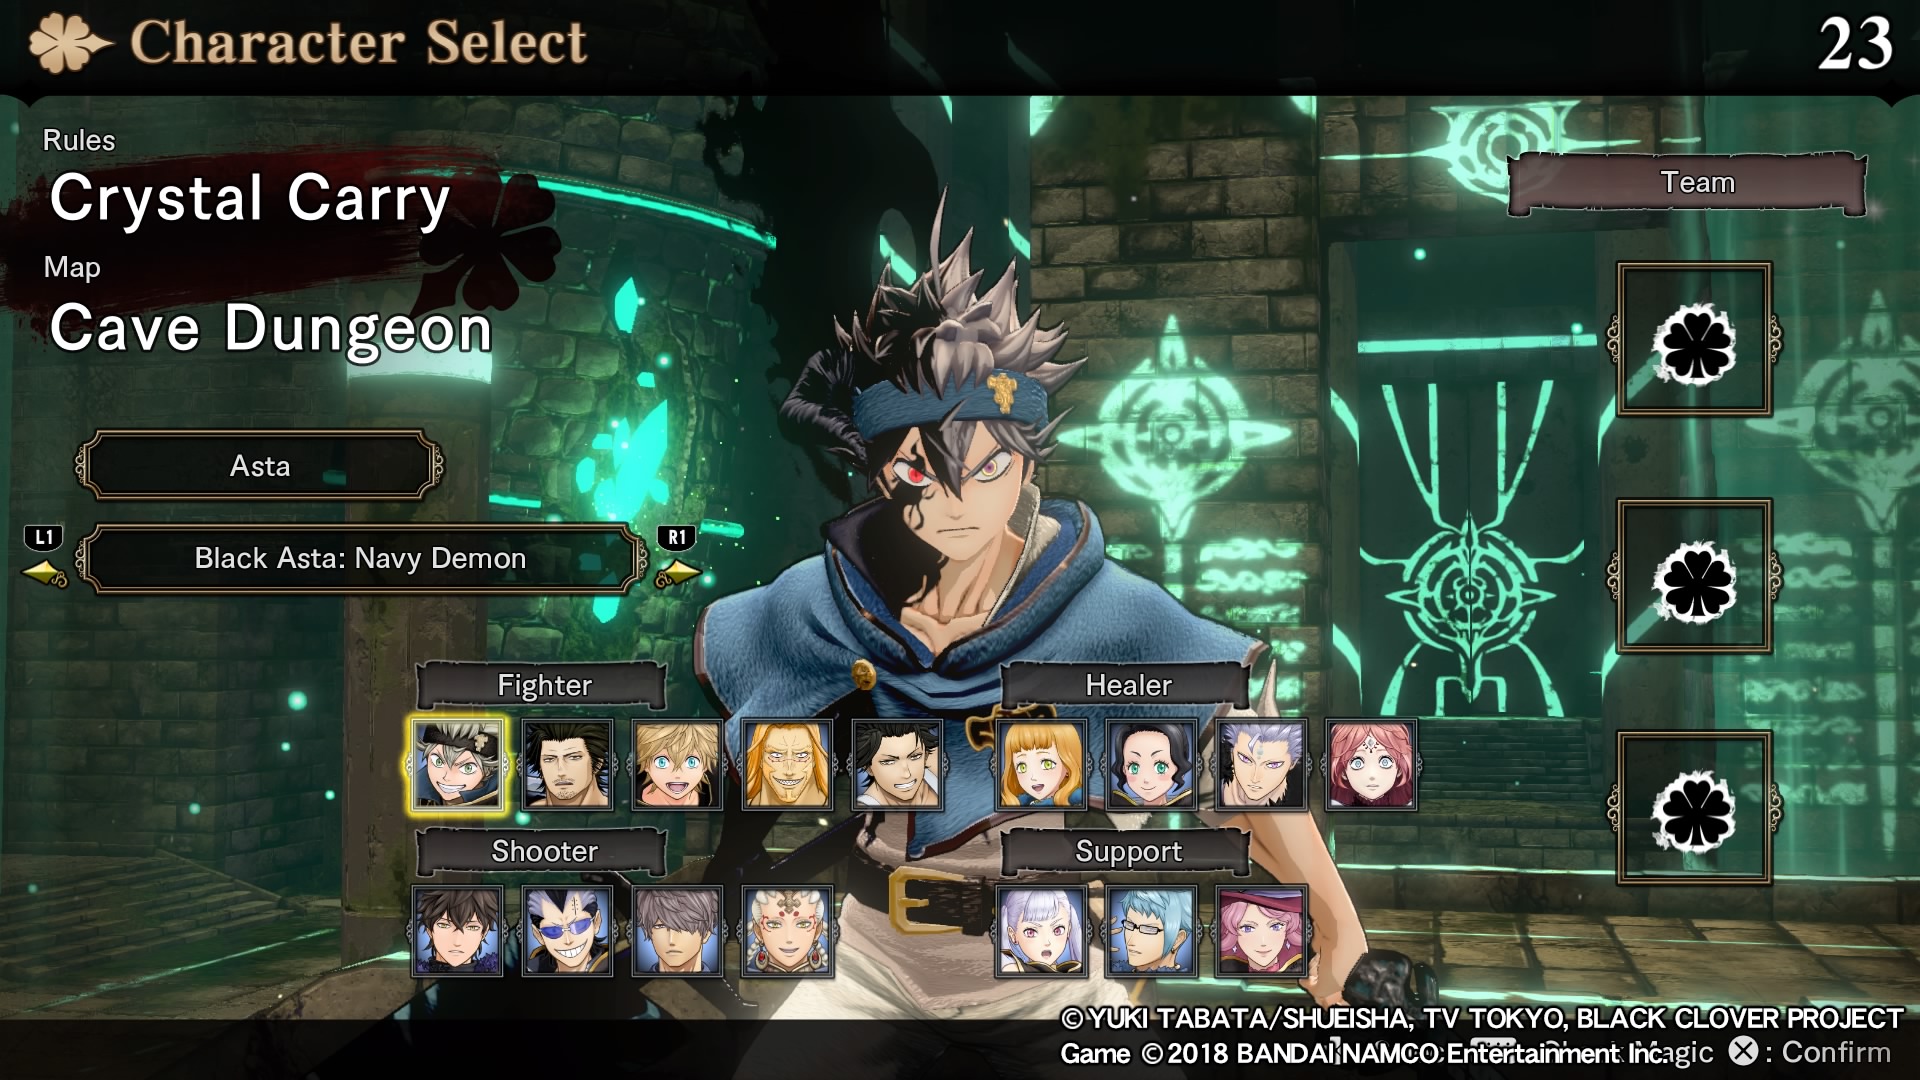 Character Select
23
Rules
Crystal Carry
Map
Cave Dungeon
Team
Asta
L1
Black Asta: Navy Demon
R1
Fighter
Healer
Shooter
Support
©YUKI TABATA/SHUEISHA, TV TOKYO, BLACK CLOVER PROJECT
Game ©2018 BANDAI NAMCO Entertainment Inc.
Magic : Confirm